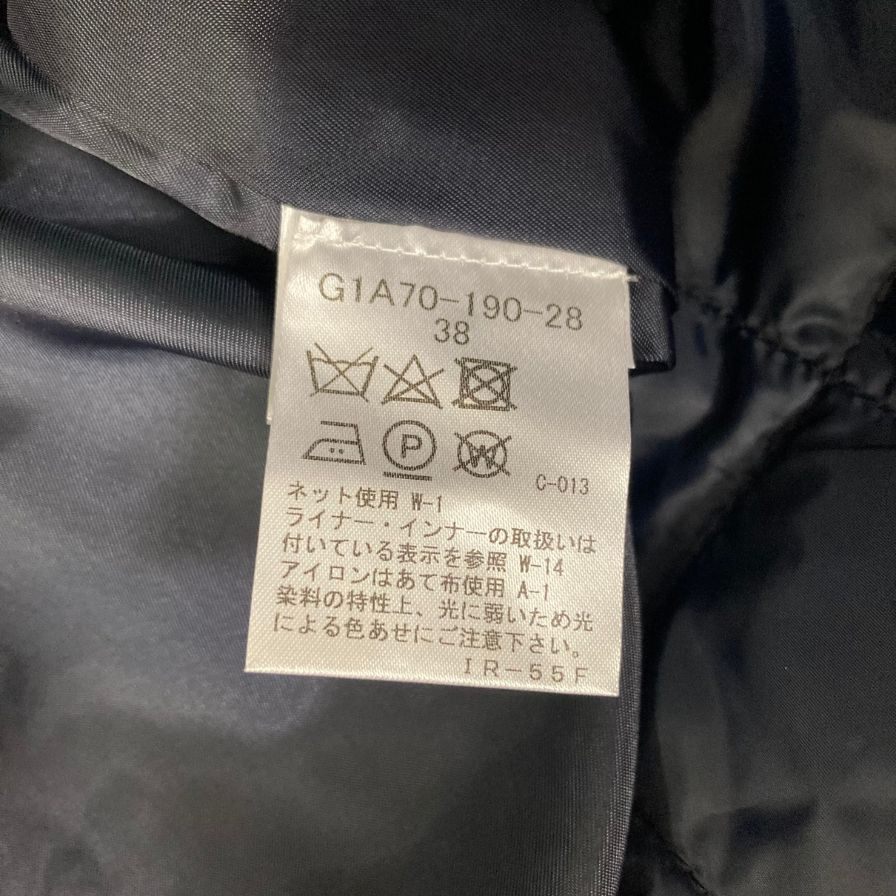 G1A70-190-28
38
P W
C-013
ネット使用 W-1
ライナー・インナーの取扱いは
付いている表示を参照 W-14
アイロンはあて布使用 A-1
染料の特性上、光に弱いため光
による色あせにご注意下さい。
IR-55F